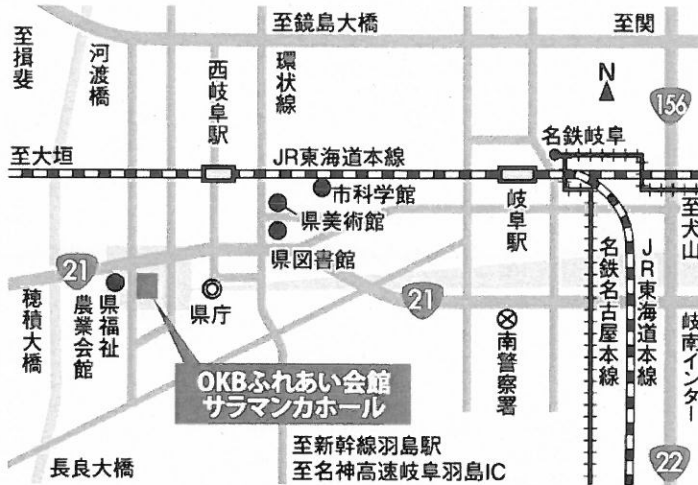 至鏡島大橋
至関
至揖斐
河渡橋
西岐阜駅
環状線
N
156
名鉄岐阜
至大垣
JR東海道本線
市科学館
県美術館
県図書館
岐阜駅
至犬山
21
穂積大橋
県福祉
農業会館
県庁
21
名鉄名古屋本線
JR東海道本線
岐南インター
南警察署
OKBふれあい会館
サラマンカホール
長良大橋
至新幹線羽島駅
至名神高速岐阜羽島IC
22